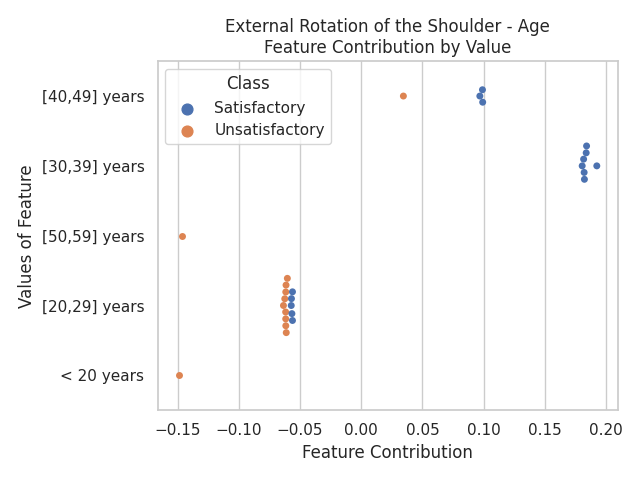 External Rotation of the Shoulder - Age
Feature Contribution by Value
Class
Satisfactory
Unsatisfactory
Values of Feature
[40,49] years
[30,39] years
[50,59] years
[20,29] years
< 20 years
−0.15 −0.10 −0.05 0.00 0.05 0.10 0.15 0.20
Feature Contribution